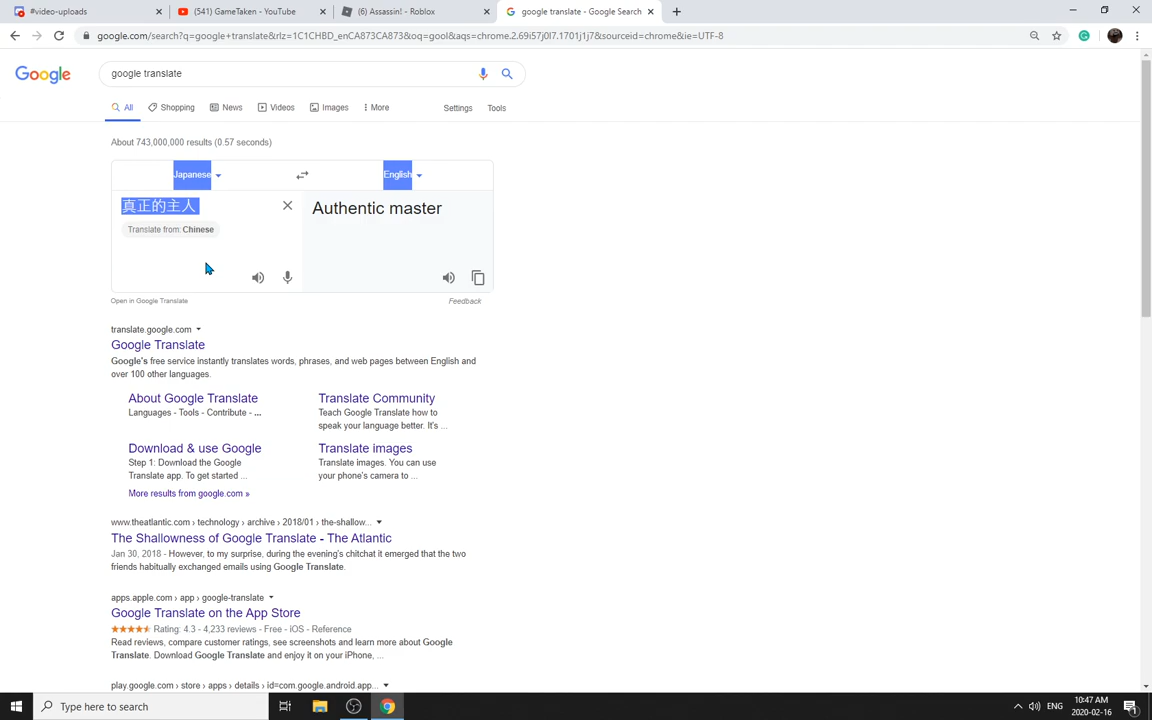 #video-uploads
(541) GameTaken - YouTube
(6) Assassin! - Roblox
google translate - Google Search
google.com/search?q=google+translate&rlz=1C1CHBD_enCA873CA873&oq=gool&aqs=chrome.2.69i57j0l7.1701j1j7&sourceid=chrome&ie=UTF-8
Google
google translate
All
Shopping
News
Videos
Images
More
Settings
Tools
About 743,000,000 results (0.57 seconds)
Japanese
English
真正的主人
Authentic master
Translate from: Chinese
Open in Google Translate
Feedback
translate.google.com
Google Translate
Google's free service instantly translates words, phrases, and web pages between English and
over 100 other languages.
About Google Translate
Languages - Tools - Contribute - ...
Translate Community
Teach Google Translate how to
speak your language better. It's ...
Download & use Google
Step 1: Download the Google
Translate app. To get started ...
Translate images
Translate images. You can use
your phone's camera to ...
More results from google.com »
www.theatlantic.com › technology › archive › 2018/01 › the-shallow...
The Shallowness of Google Translate - The Atlantic
Jan 30, 2018 - However, to my surprise, during the evening's chitchat it emerged that the two
friends habitually exchanged emails using Google Translate.
apps.apple.com › app › google-translate
Google Translate on the App Store
Rating: 4.3 - 4,233 reviews - Free - iOS - Reference
Read reviews, compare customer ratings, see screenshots and learn more about Google
Translate. Download Google Translate and enjoy it on your iPhone, ...
play.google.com › store › apps › details › id=com.google.android.app...
Type here to search
ENG
10:47 AM
2020-02-16